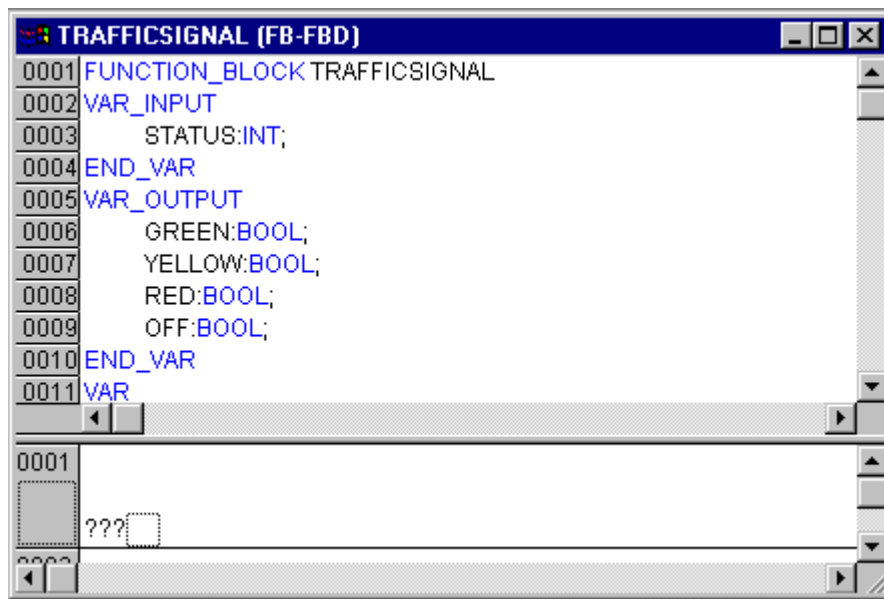 TRAFFICSIGNAL (FB-FBD)
0001 FUNCTION_BLOCK TRAFFICSIGNAL
0002 VAR_INPUT
0003 STATUS:INT;
0004 END_VAR
0005 VAR_OUTPUT
0006 GREEN:BOOL;
0007 YELLOW:BOOL;
0008 RED:BOOL;
0009 OFF:BOOL;
0010 END_VAR
0011 VAR
0001
???